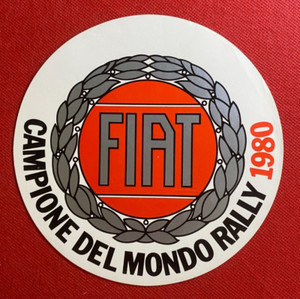 FIAT
CAMPIONE DEL MONDO RALLY 1980